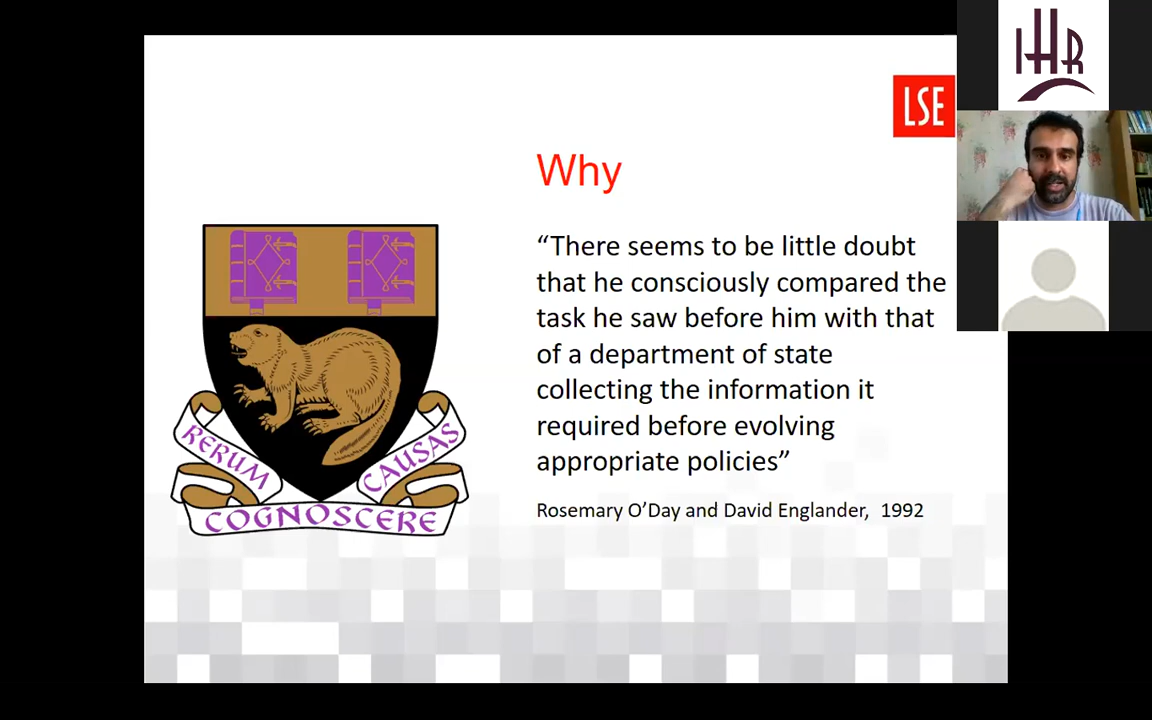 IHR
LSE
Why
“There seems to be little doubt
that he consciously compared the
task he saw before him with that
of a department of state
collecting the information it
required before evolving
appropriate policies”
Rosemary O’Day and David Englander, 1992
RERUM
COGNOSCERE
CAUSAS